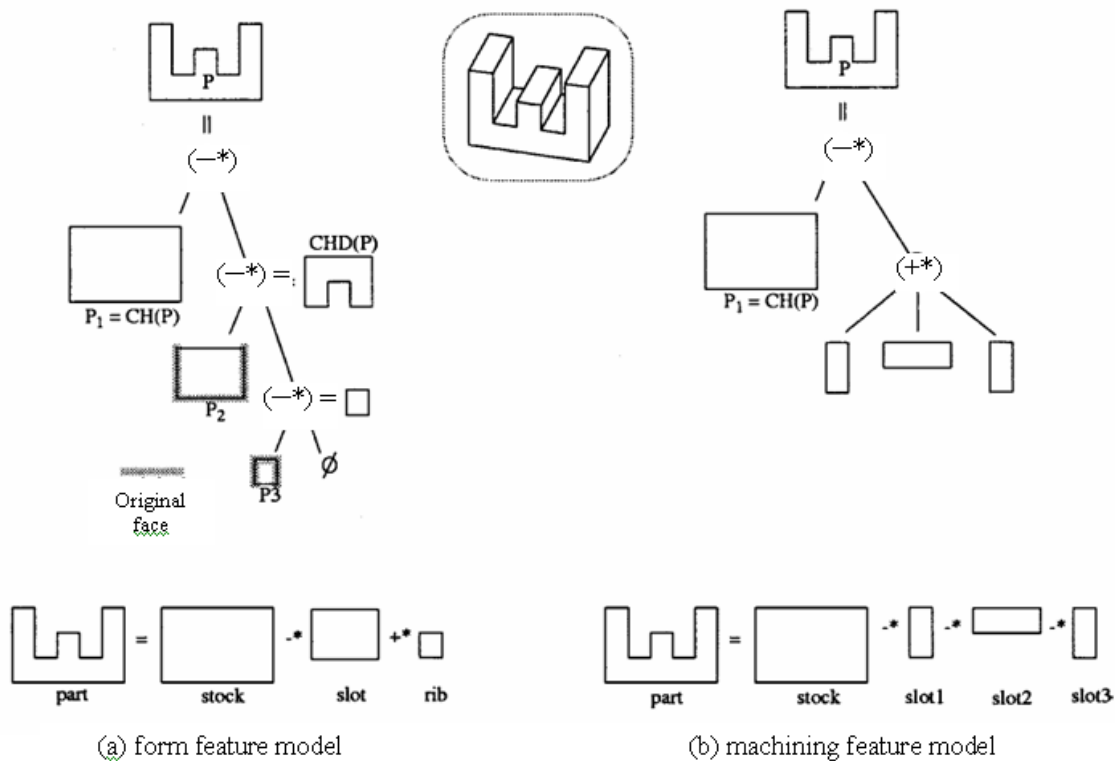 P
||
(—*)
P₁ = CH(P)
(—*) = :
CHD(P)
P₂
(—*) =
P3
∅
Original
face
P
||
(—*)
P₁ = CH(P)
(+*)
= -* +*
part stock slot rib
(a) form feature model
= -* -* -*
part stock slot1 slot2 slot3
(b) machining feature model